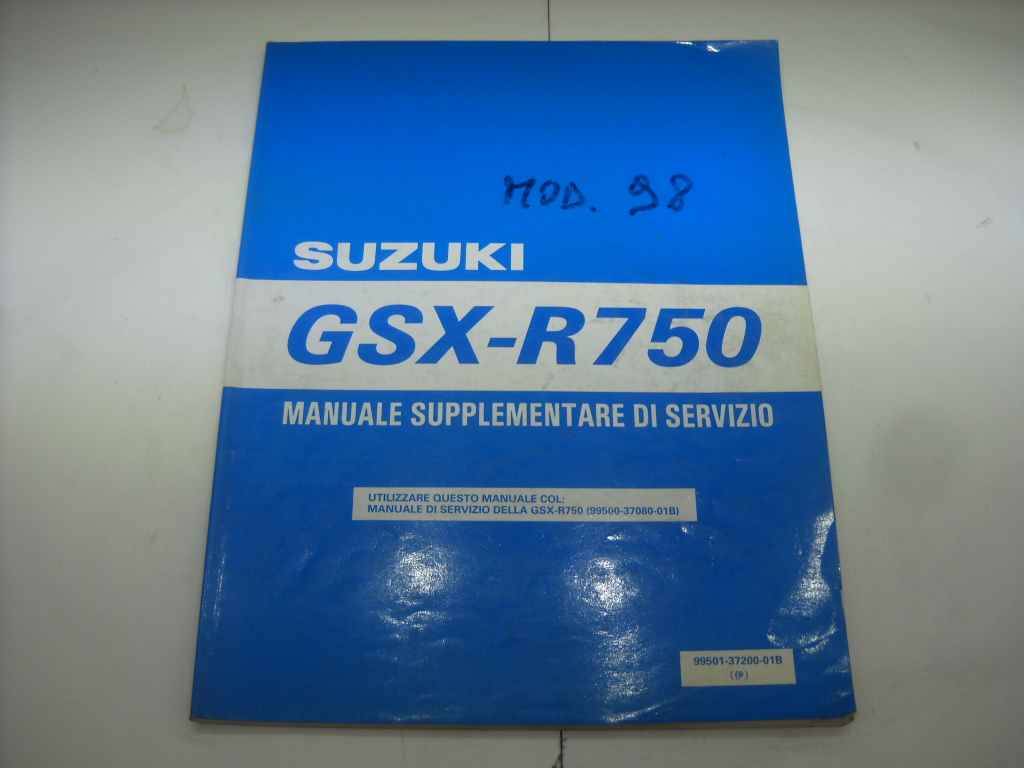 MOD. 98
SUZUKI
GSX-R750
MANUALE SUPPLEMENTARE DI SERVIZIO
UTILIZZARE QUESTO MANUALE COL:
MANUALE DI SERVIZIO DELLA GSX-R750 (99500-37080-01B)
99501-37200-01B
(伊)